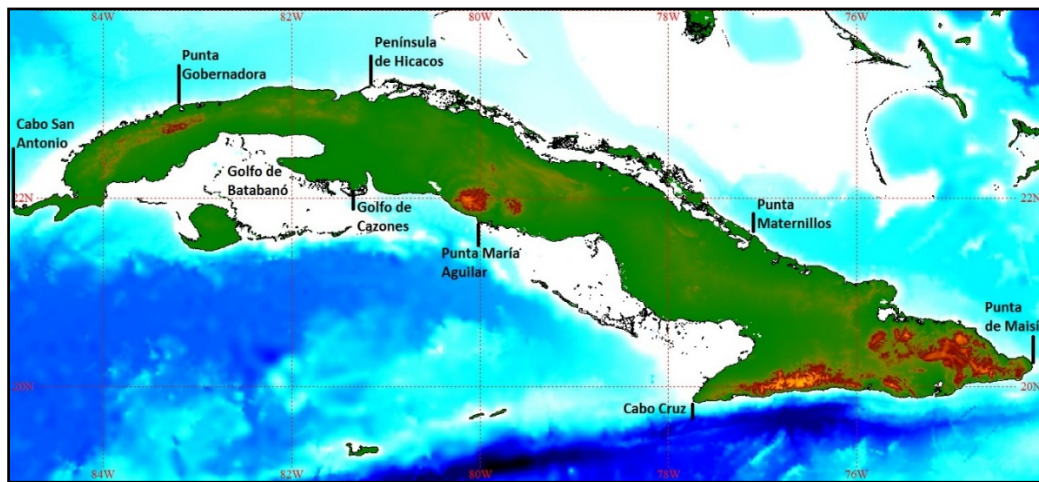 84W
82W
80W
78W
76W
Punta
Gobernadora
Península
de Hicacos
Cabo San
Antonio
Golfo de
Batabanó
22N
Golfo de
Cazones
22N
Punta
Maternillos
Punta María
Aguilar
Punta
de Maisí
20N
20N
Cabo Cruz
84W
82W
80W
78W
76W